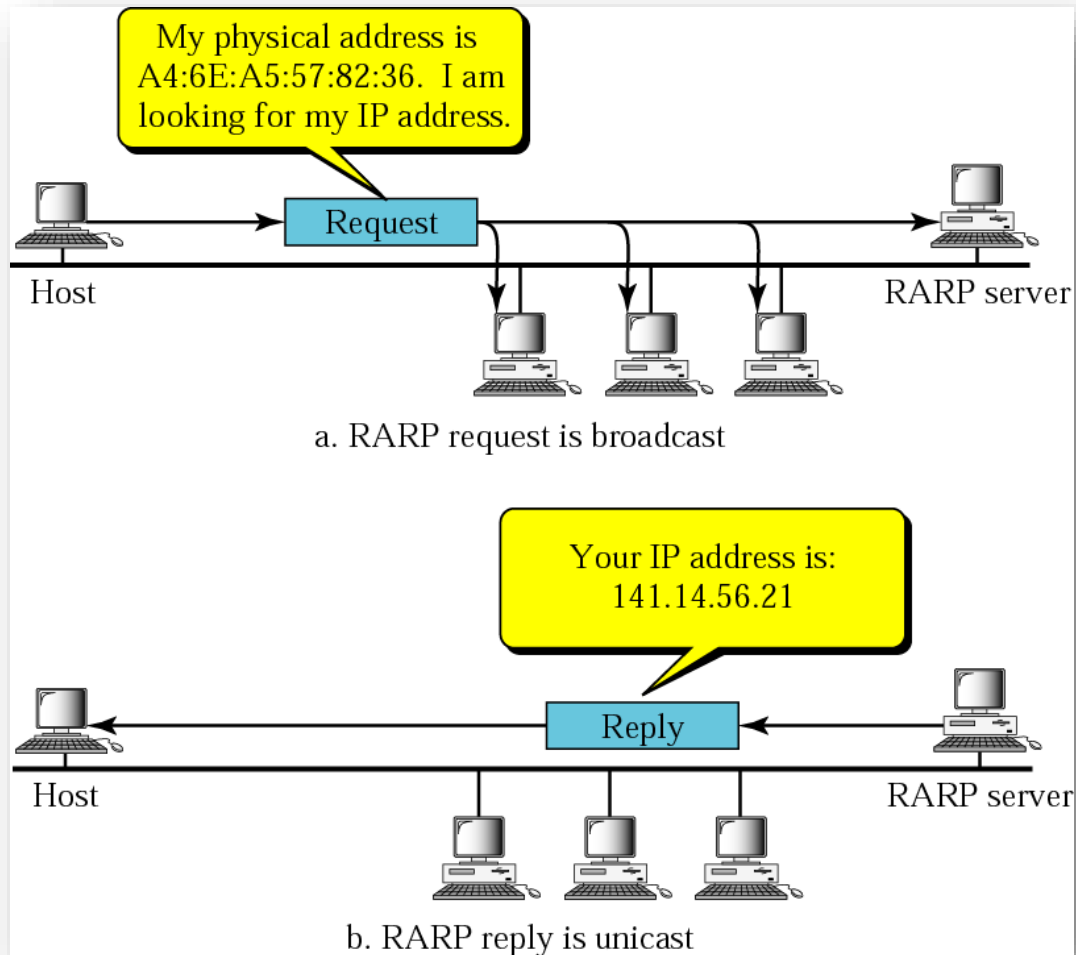 My physical address is
A4:6E:A5:57:82:36.  I am
looking for my IP address.
Request
Host
RARP server
a. RARP request is broadcast
Your IP address is:
141.14.56.21
Reply
Host
RARP server
b. RARP reply is unicast